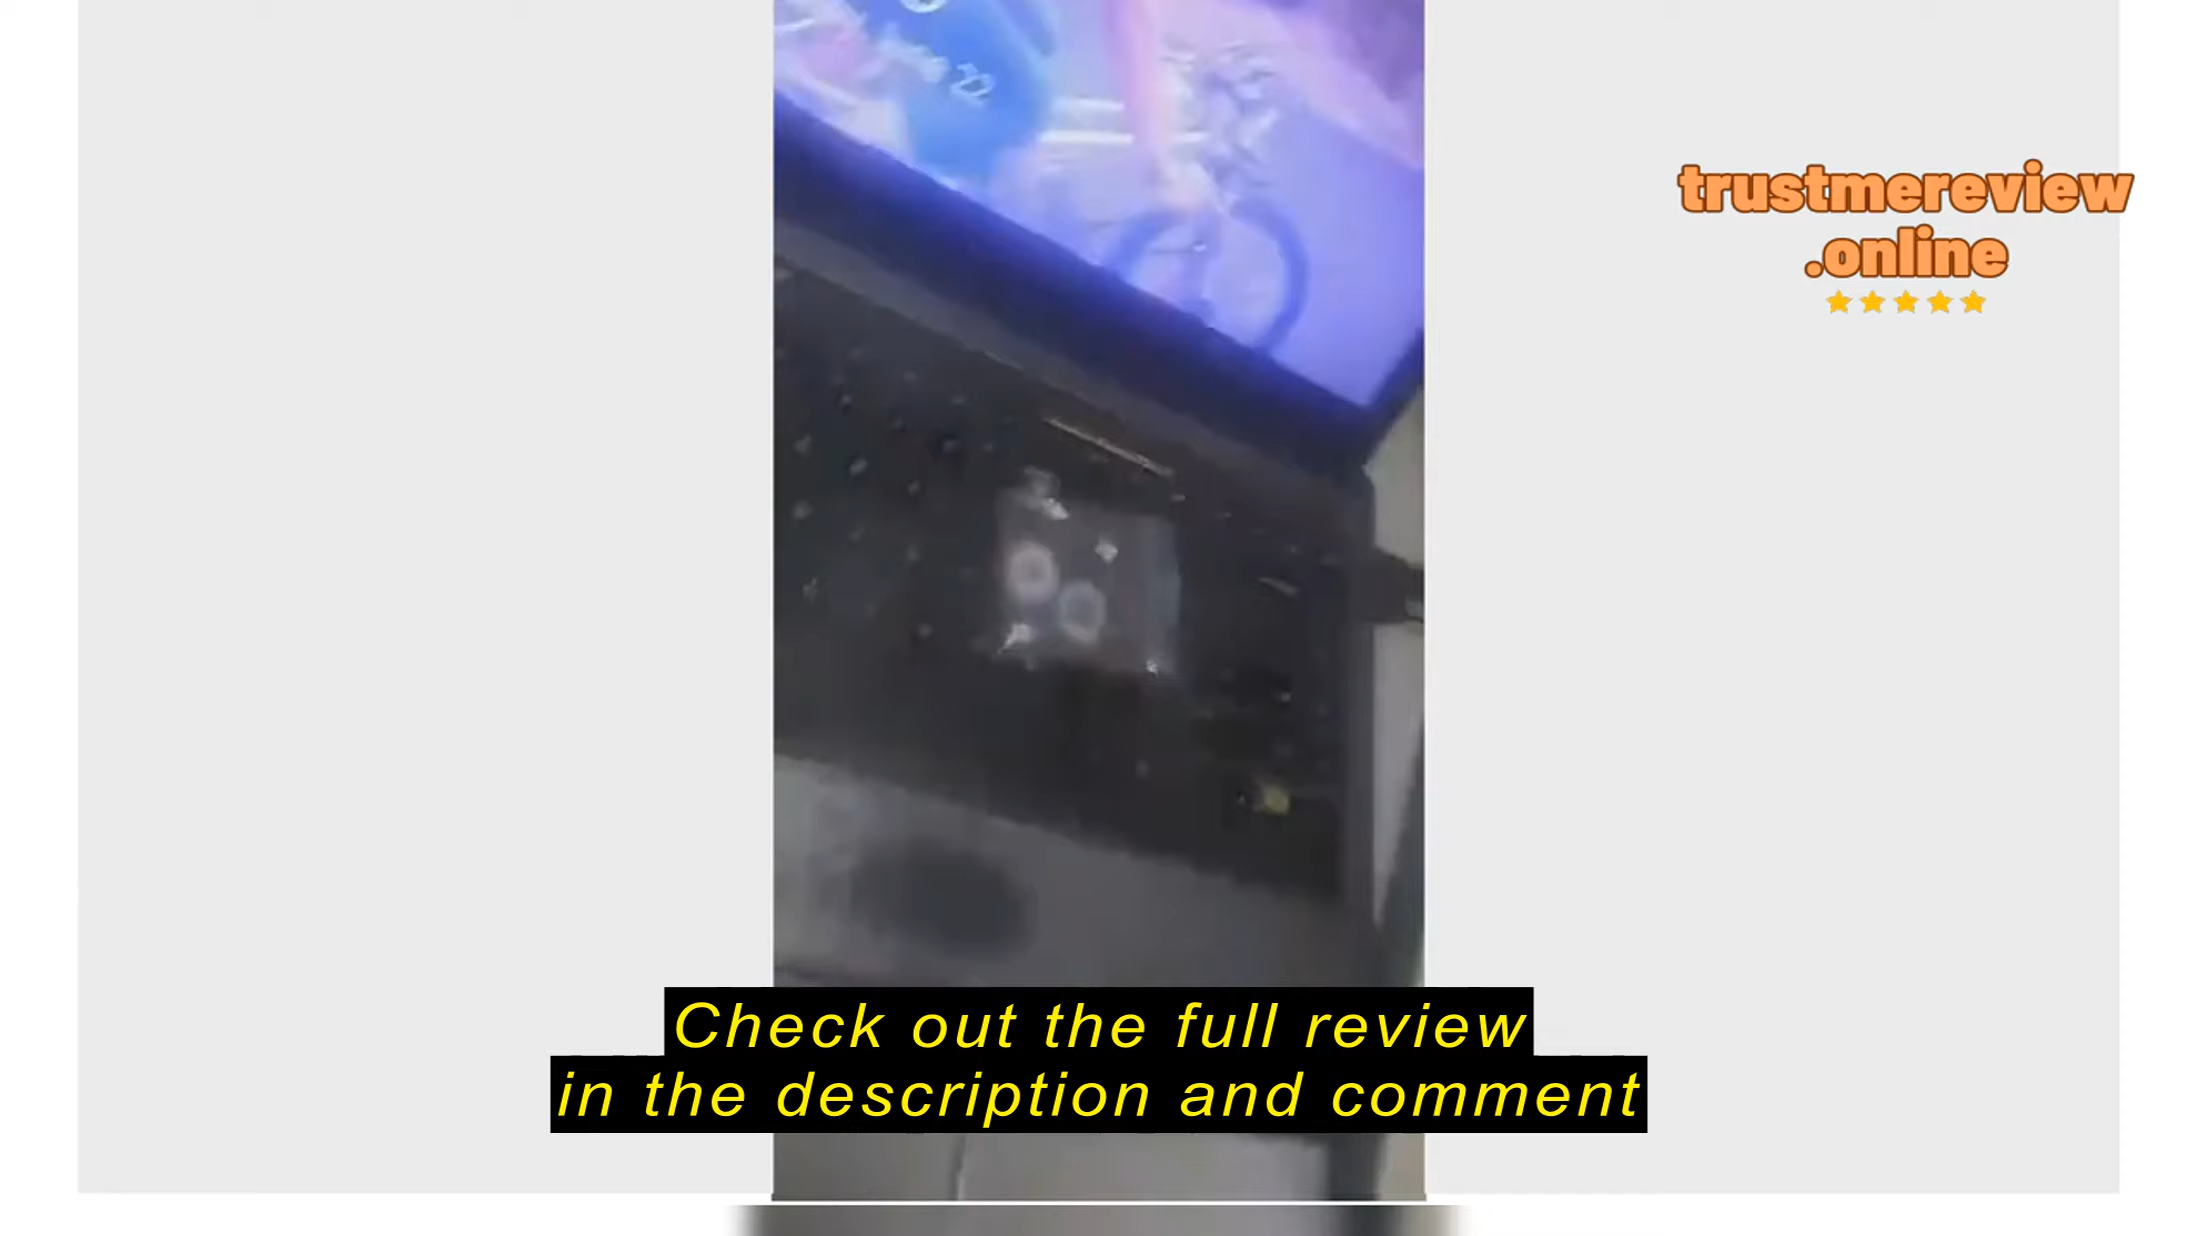 trustmereview
.online
Check out the full review
in the description and comment